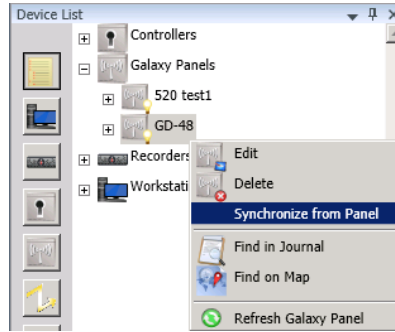 Device List
Controllers
Galaxy Panels
520 test1
GD-48
Recorders
Workstati
Edit
Delete
Synchronize from Panel
Find in Journal
Find on Map
Refresh Galaxy Panel